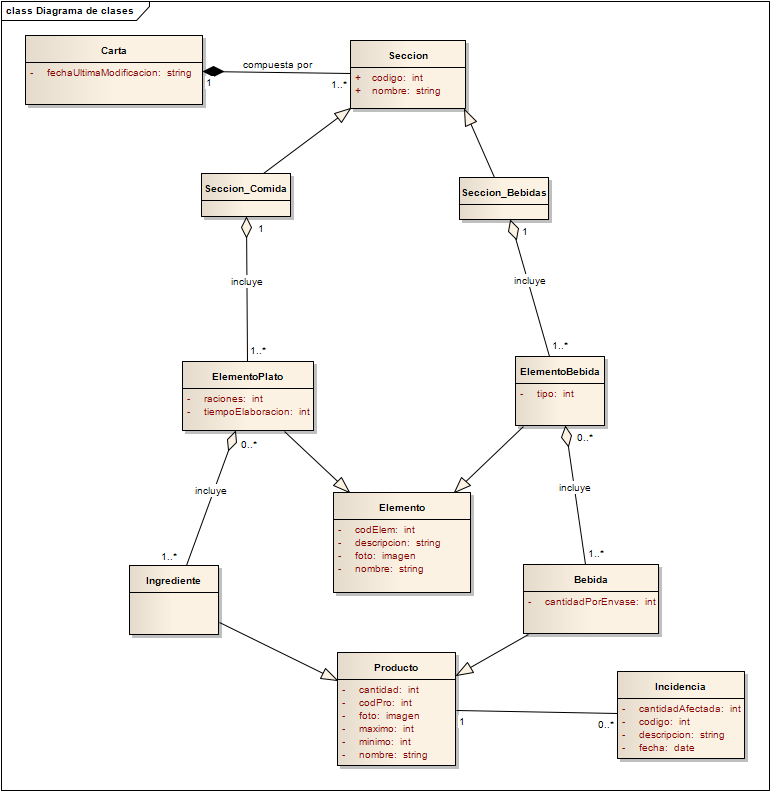 class Diagrama de clases
Carta
- fechaUltimaModificacion: string
1
compuesta por
1..*
Seccion
+ codigo: int
+ nombre: string
Seccion_Comida
1
Seccion_Bebidas
1
incluye
incluye
1..*
1..*
ElementoPlato
- raciones: int
- tiempoElaboracion: int
ElementoBebida
- tipo: int
0..*
0..*
incluye
incluye
Elemento
- codElem: int
- descripcion: string
- foto: imagen
- nombre: string
1..*
1..*
Ingrediente
Bebida
- cantidadPorEnvase: int
Producto
- cantidad: int
- codPro: int
- foto: imagen
- maximo: int
- minimo: int
- nombre: string
1
0..*
Incidencia
- cantidadAfectada: int
- codigo: int
- descripcion: string
- fecha: date